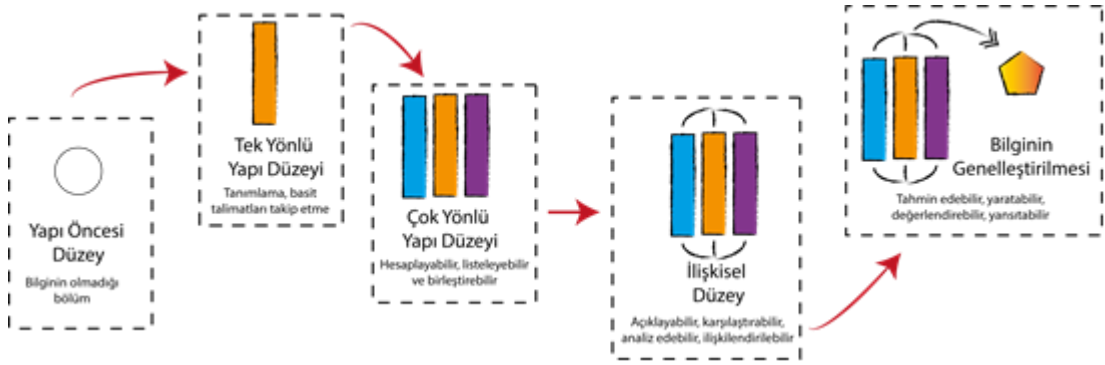 Yapı Öncesi
Düzey
Bilginin olmadığı
bölüm
Tek Yönlü
Yapı Düzeyi
Tanımlama, basit
talimatları takip etme
Çok Yönlü
Yapı Düzeyi
Hesaplayabilir, listeleyebilir
ve birleştirebilir
İlişkisel
Düzey
Açıklayabilir, karşılaştırabilir,
analiz edebilir, ilişkilendirilebilir
Bilginin
Genelleştirilmesi
Tahmin edebilir, yaratabilir,
değerlendirebilir, yansıtabilir